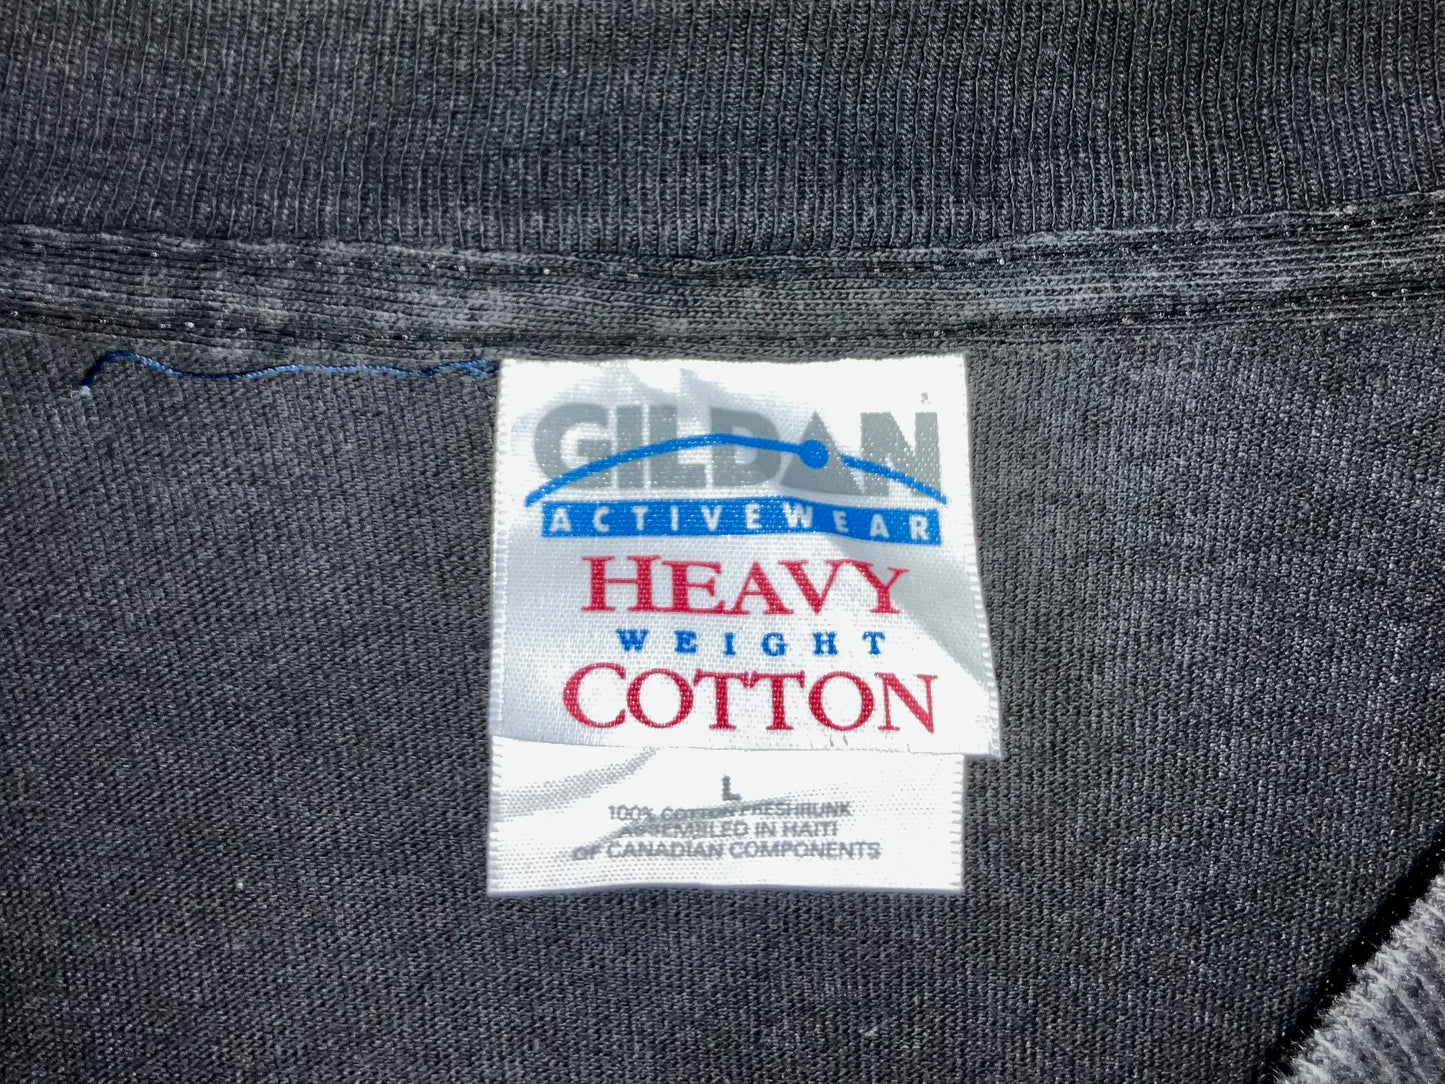 GILDAN
ACTIVEWEAR
HEAVY
WEIGHT
COTTON
L
100% COTTON PRESHRUNK
ASSEMBLED IN HAITI
OF CANADIAN COMPONENTS